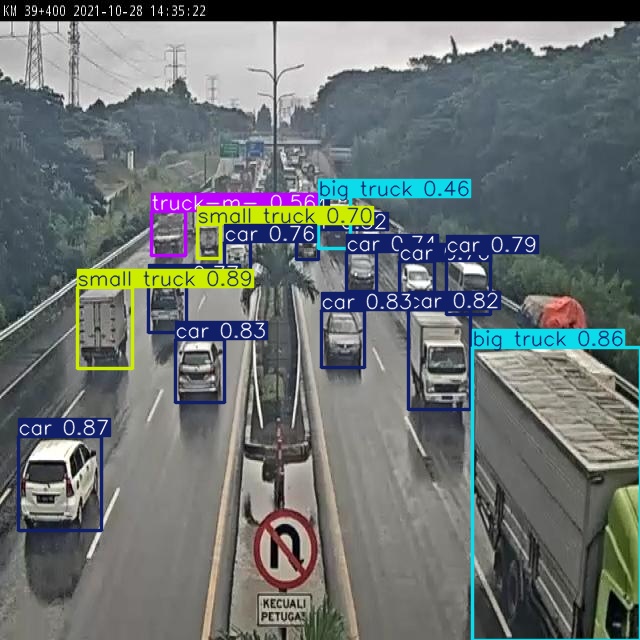 KM 39+400 2021-10-28 14:35:22
big truck 0.46
truck-m- 0.56
small truck 0.70
car 0.76
car 0.74
car 0.79
small truck 0.89
car 0.83
car 0.83
car 0.82
big truck 0.86
car 0.87
KECUALI
PETUGAS